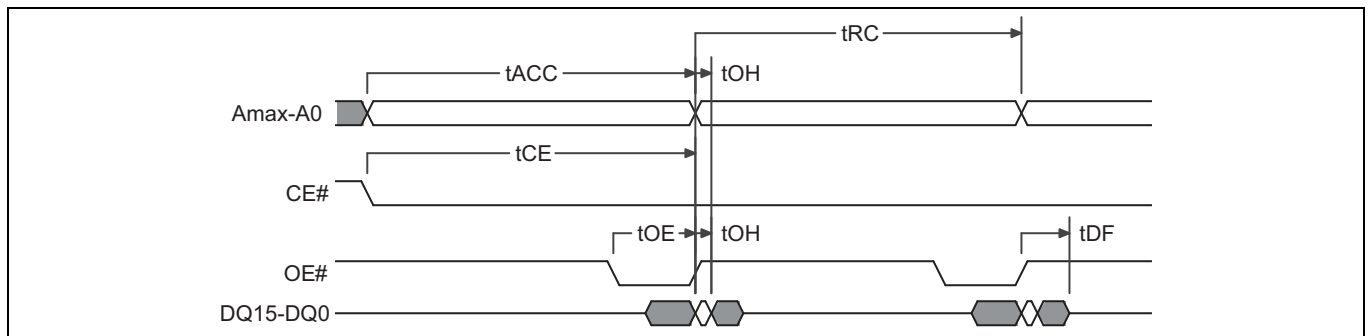 tRC
tACC tOH
Amax-A0
tCE
CE#
tOE tOH tDF
OE#
DQ15-DQ0